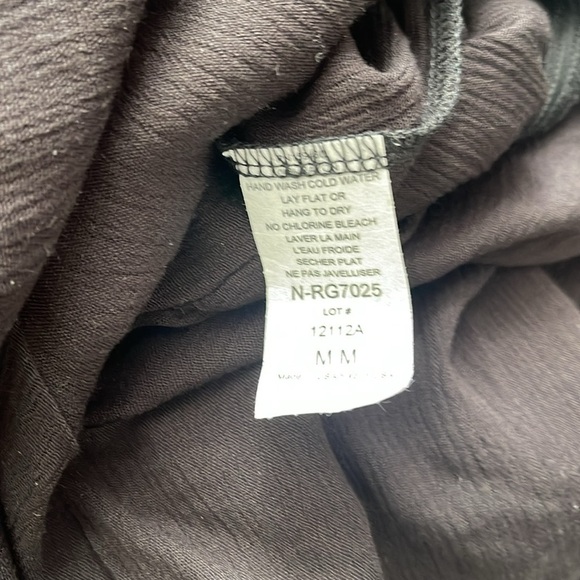 HAND WASH COLD WATER
LAY FLAT OR
HANG TO DRY
NO CHLORINE BLEACH
LAVER LA MAIN
L'EAU FROIDE
SECHER PLAT
NE PAS JAVELLISER
N-RG7025
LOT #
12112A
M M
Made